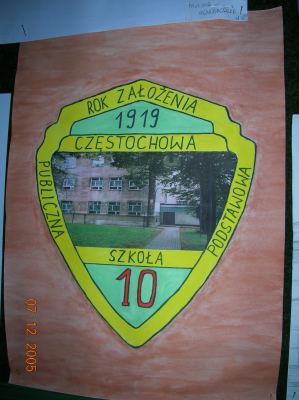 ROK ZAŁOŻENIA
1919
CZĘSTOCHOWA
PUBLICZNA
PODSTAWOWA
SZKOŁA
10
07 12 2005